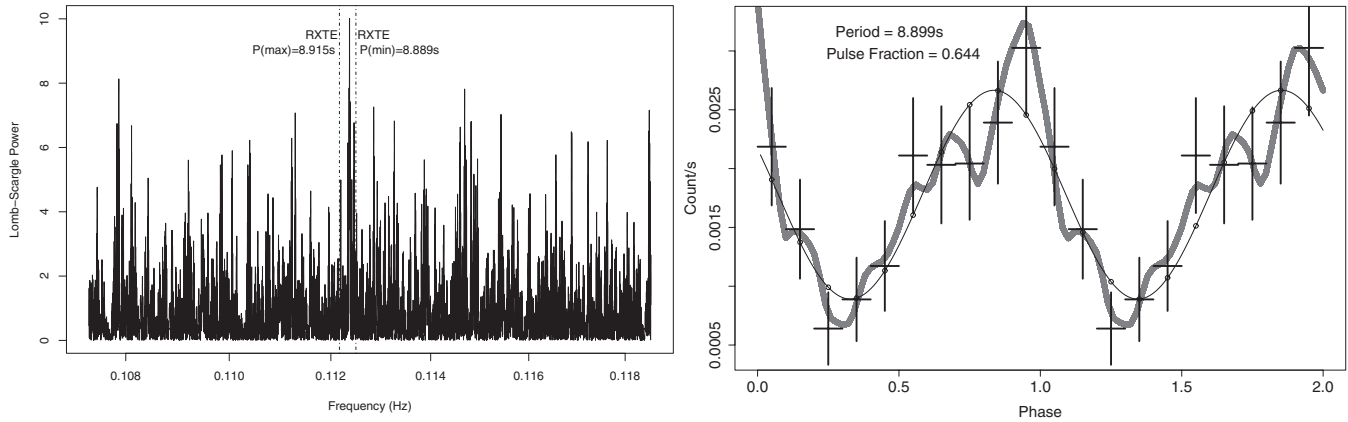 RXTE
P(max)=8.915s
RXTE
P(min)=8.889s
Lomb−Scargle Power
0
2
4
6
8
10
0.108
0.110
0.112
0.114
0.116
0.118
Frequency (Hz)
Period = 8.899s
Pulse Fraction = 0.644
Count/s
0.0005
0.0015
0.0025
0.0
0.5
1.0
1.5
2.0
Phase